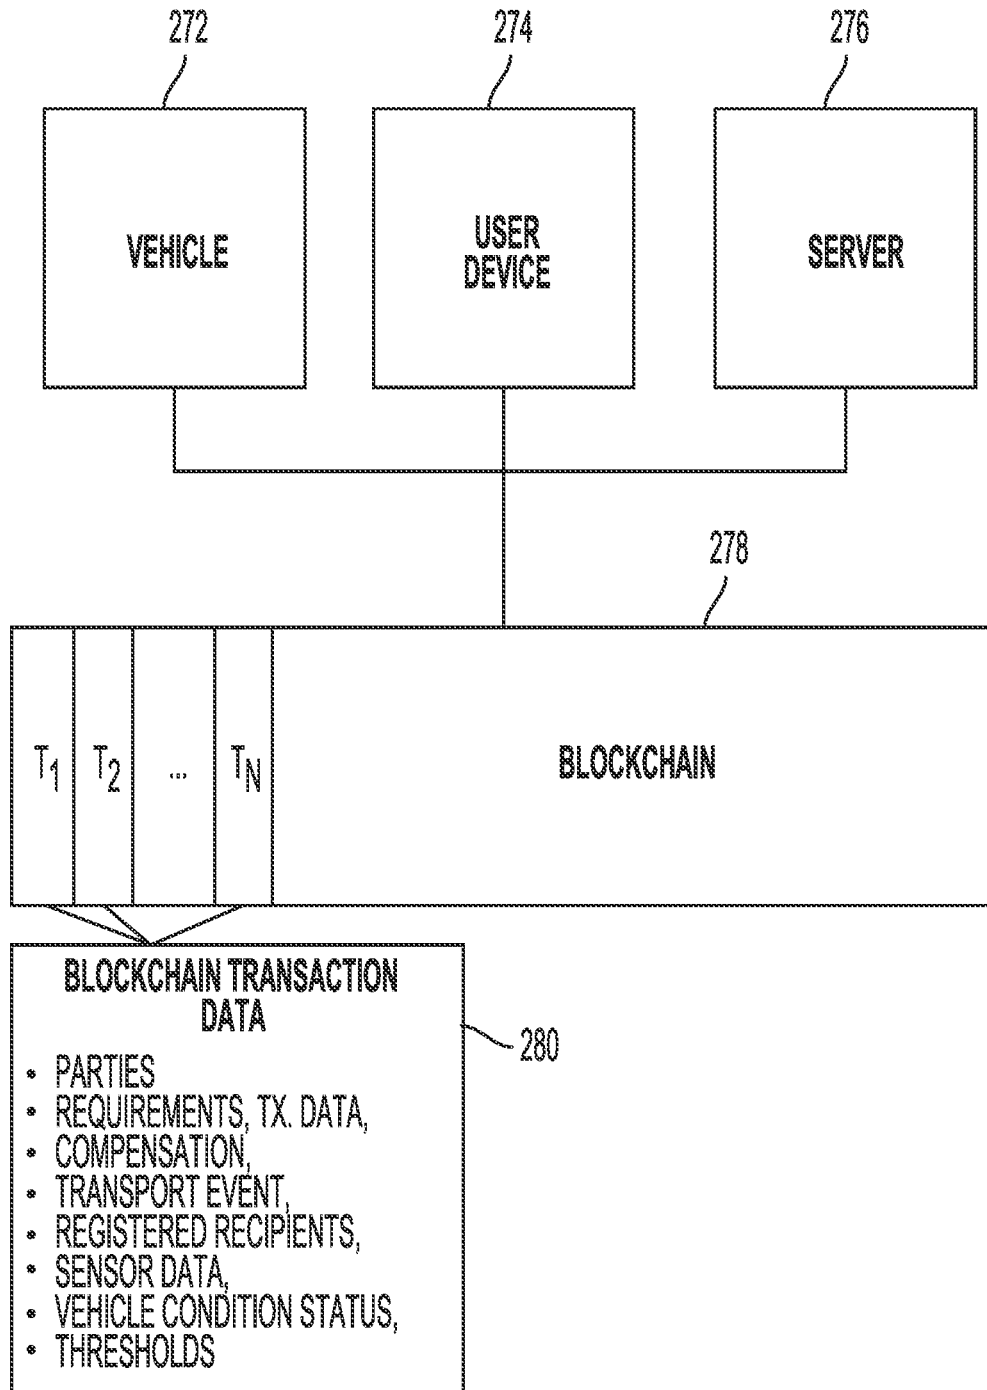 272
274
276
VEHICLE
USER
DEVICE
SERVER
278
T1
T2
...
TN
BLOCKCHAIN
BLOCKCHAIN TRANSACTION
DATA
280
• PARTIES
• REQUIREMENTS, TX. DATA,
• COMPENSATION,
• TRANSPORT EVENT,
• REGISTERED RECIPIENTS,
• SENSOR DATA,
• VEHICLE CONDITION STATUS,
• THRESHOLDS